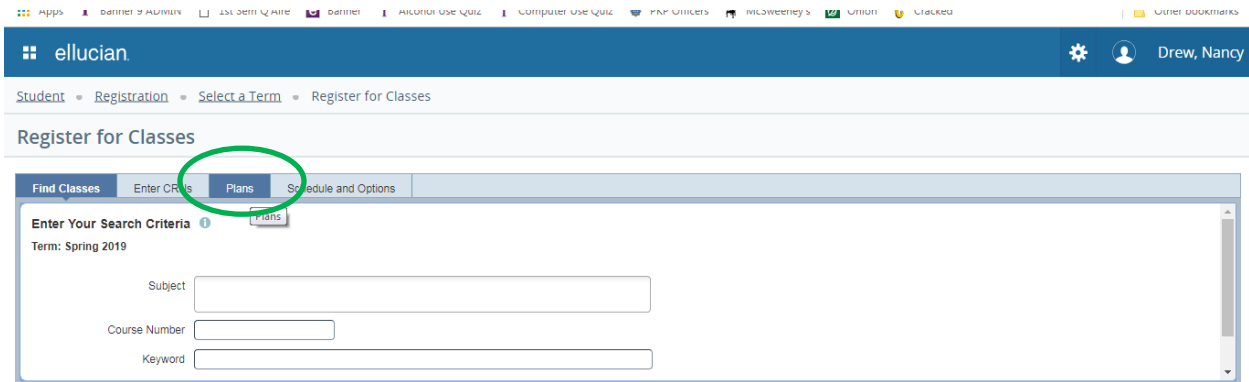 Apps Banner 9 ADMIN 1st Sem Q Aire Banner Alcohol Use Quiz Computer Use Quiz PKP Officers McSweeney's Onion Cracked Other bookmarks
ellucian Drew, Nancy
Student Registration Select a Term Register for Classes
Register for Classes
Find Classes Enter CRNs Plans Schedule and Options
Enter Your Search Criteria Plans
Term: Spring 2019
Subject
Course Number
Keyword